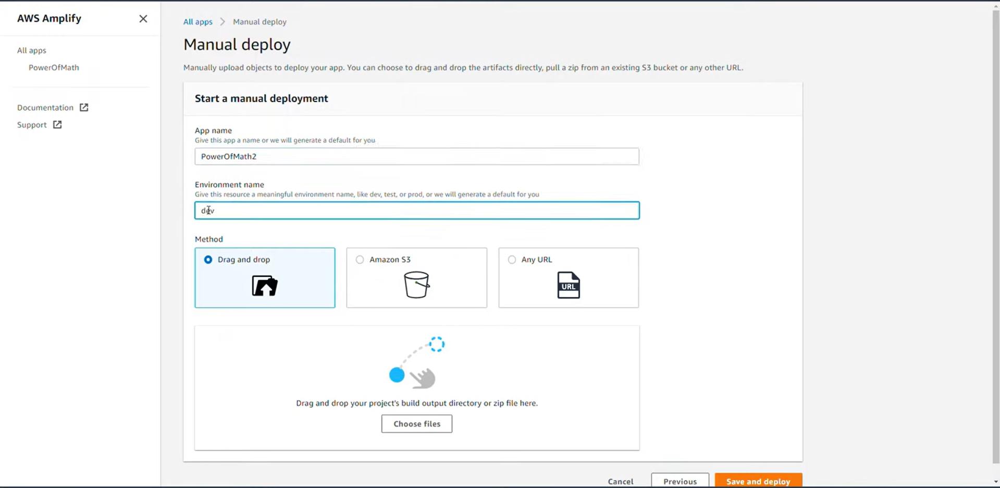 AWS Amplify
All apps
PowerOfMath
Documentation
Support
All apps > Manual deploy
Manual deploy
Manually upload objects to deploy your app. You can choose to drag and drop the artifacts directly, pull a zip from an existing S3 bucket or any other URL.
Start a manual deployment
App name
Give this app a name or we will generate a default for you
PowerOfMath2
Environment name
Give this resource a meaningful environment name, like dev, test, or prod, or we will generate a default for you
dev
Method
Drag and drop
Amazon S3
Any URL
URL
Drag and drop your project's build output directory or zip file here.
Choose files
Cancel
Previous
Save and deploy